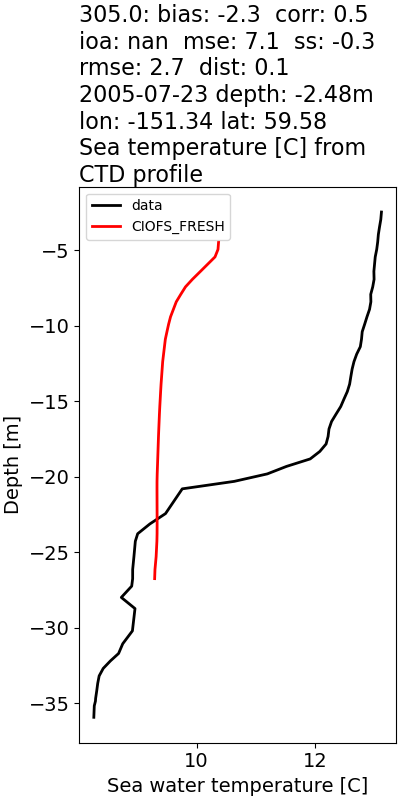 305.0: bias: -2.3  corr: 0.5
ioa: nan  mse: 7.1  ss: -0.3
rmse: 2.7  dist: 0.1
2005-07-23 depth: -2.48m
lon: -151.34 lat: 59.58
Sea temperature [C] from
CTD profile
data
CIOFS_FRESH
−5
−10
−15
−20
−25
−30
−35
Depth [m]
10
12
Sea water temperature [C]